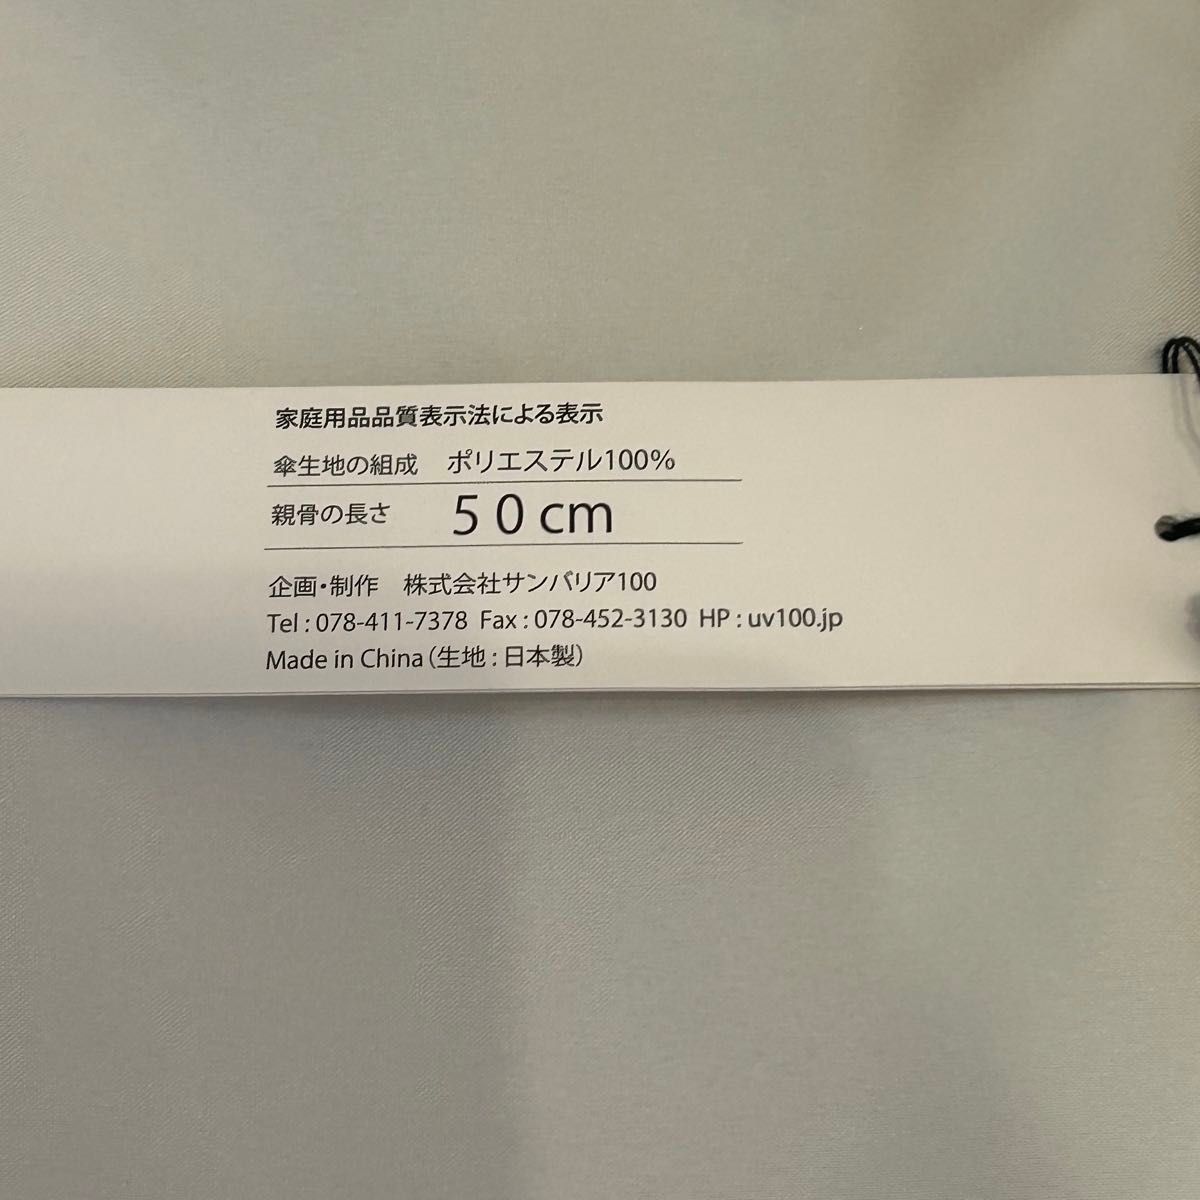 家庭用品品質表示法による表示
傘生地の組成 ポリエステル100%
親骨の長さ 50cm
企画・制作 株式会社サンバリア100
Tel : 078-411-7378 Fax : 078-452-3130 HP : uv100.jp
Made in China (生地 : 日本製)